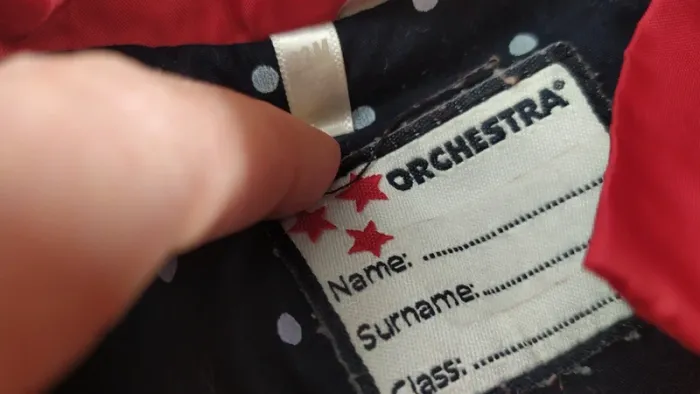 ORCHESTRA®
Name: ........................
Surname: ........................
Class: ........................